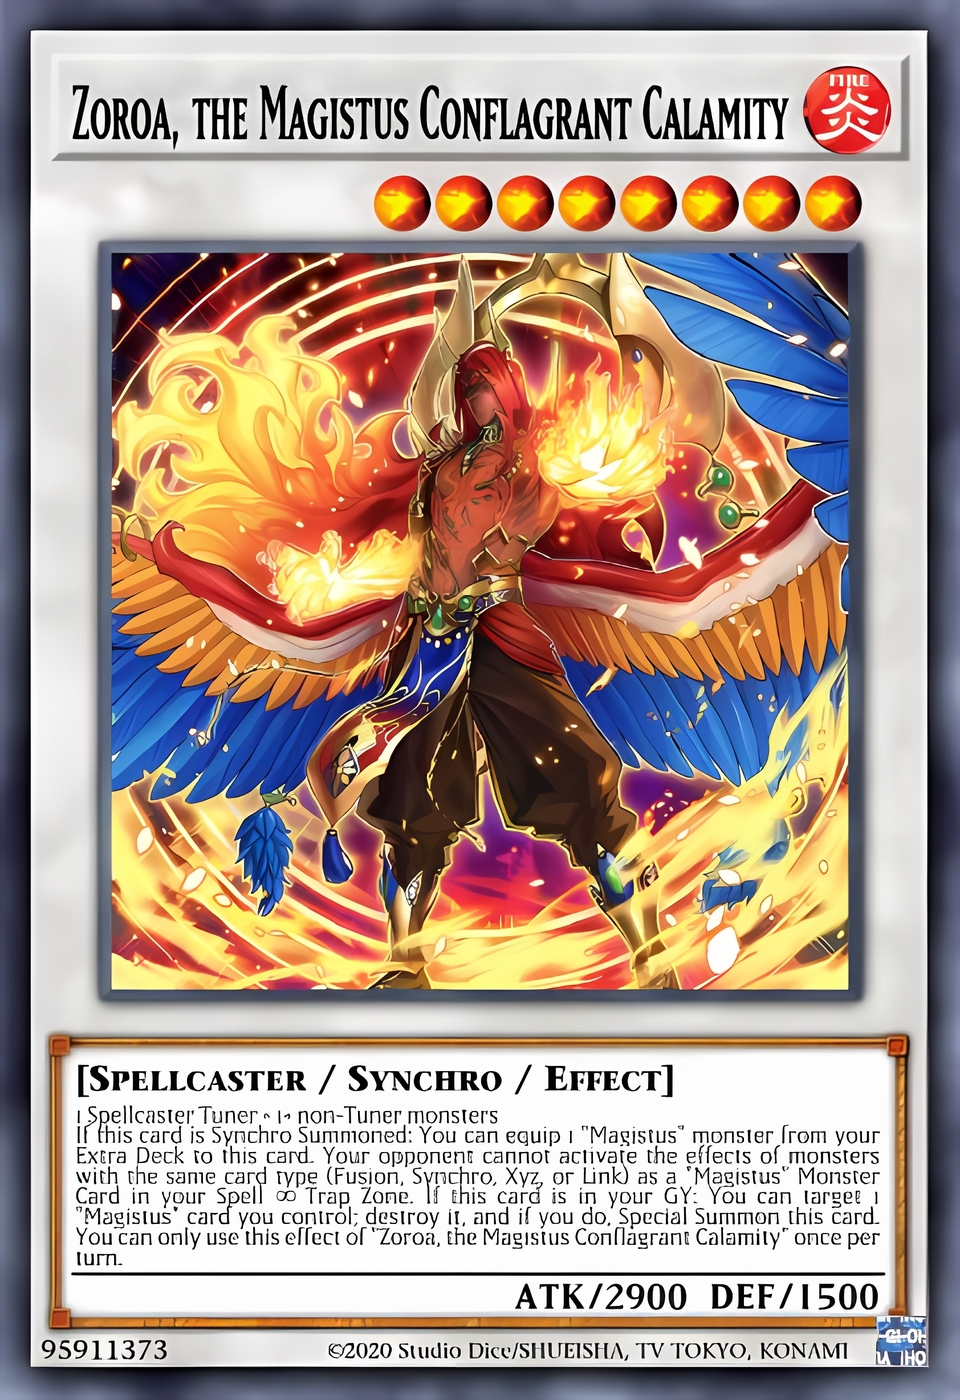 Zoroa, the Magistus Conflagrant Calamity
炎
[Spellcaster / Synchro / Effect]
1 Spellcaster Tuner + 1+ non-Tuner monsters
If this card is Synchro Summoned: You can equip 1 "Magistus" monster from your
Extra Deck to this card. Your opponent cannot activate the effects of monsters
with the same card type (Fusion, Synchro, Xyz, or Link) as a "Magistus" Monster
Card in your Spell & Trap Zone. If this card is in your GY: You can target 1
"Magistus" card you control; destroy it, and if you do, Special Summon this card.
You can only use this effect of "Zoroa, the Magistus Conflagrant Calamity" once per
turn.
ATK/2900 DEF/1500
95911373
©2020 Studio Dice/SHUEISHA, TV TOKYO, KONAMI